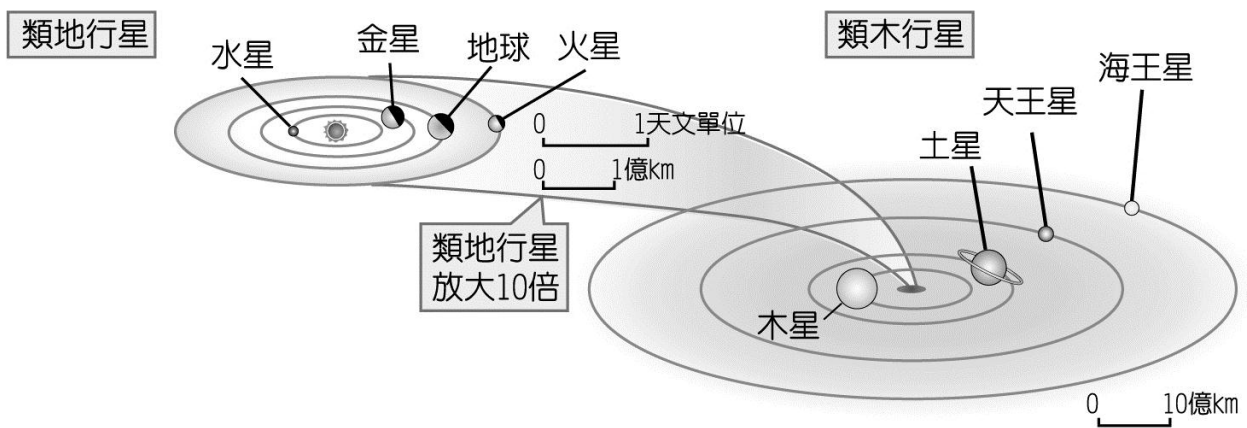 類地行星
水星
金星
地球
火星
0 1天文單位
0 1億km
類地行星
放大10倍
類木行星
海王星
天王星
土星
木星
0 10億km